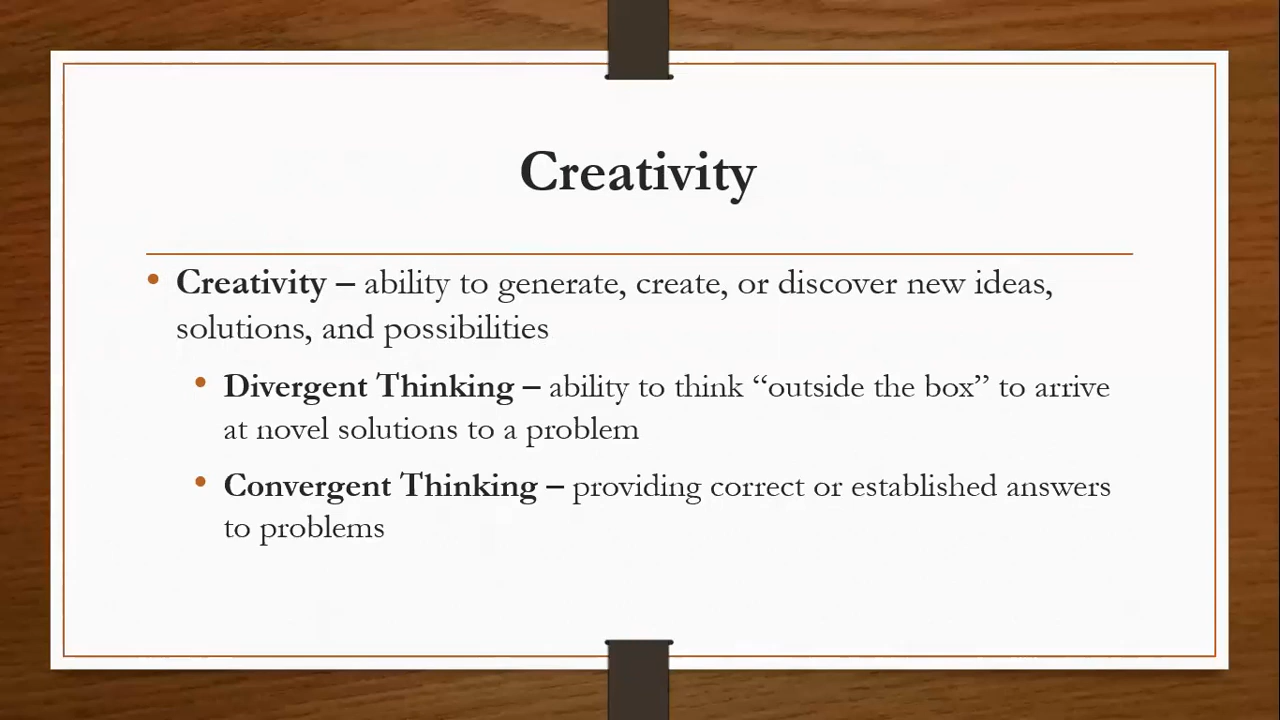 Creativity
• Creativity – ability to generate, create, or discover new ideas,
solutions, and possibilities
• Divergent Thinking – ability to think “outside the box” to arrive
at novel solutions to a problem
• Convergent Thinking – providing correct or established answers
to problems